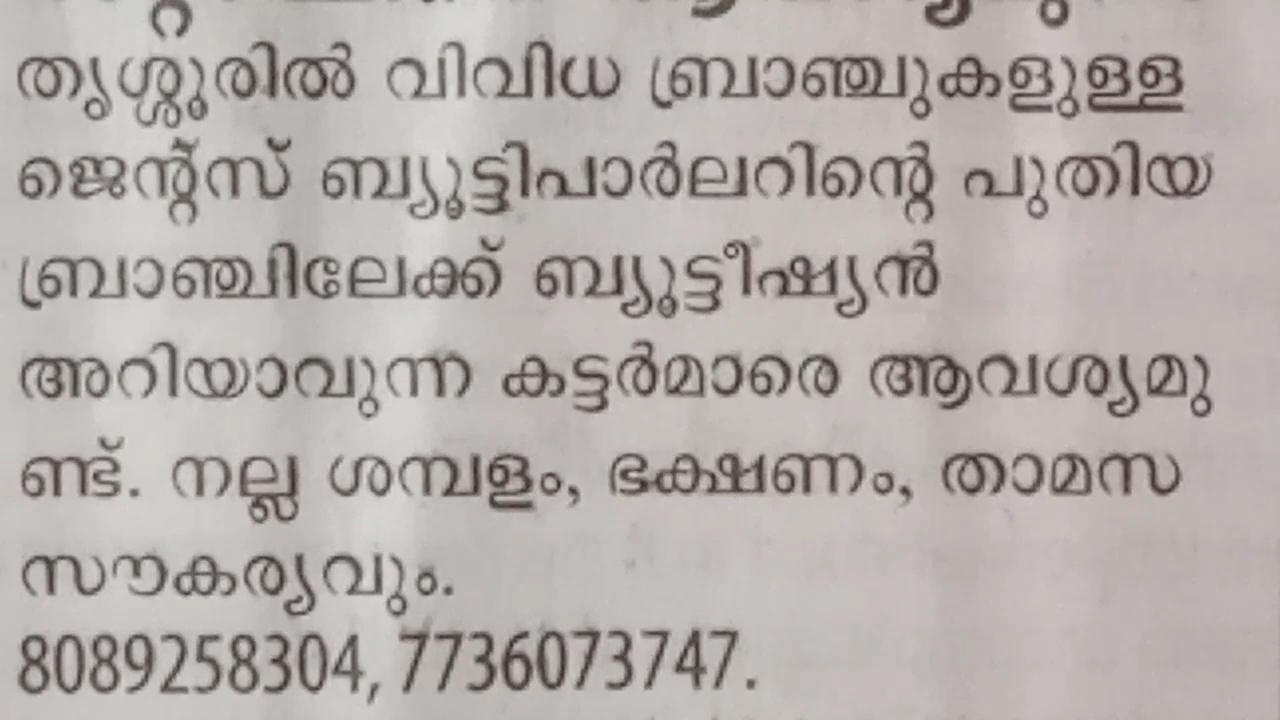 തൃശ്ശൂരിൽ വിവിധ ബ്രാഞ്ചുകളുള്ള
ജെന്റ്സ് ബ്യൂട്ടിപാർലറിന്റെ പുതിയ
ബ്രാഞ്ചിലേക്ക് ബ്യൂട്ടീഷ്യൻ
അറിയാവുന്ന കട്ടർമാരെ ആവശ്യമു
ണ്ട്. നല്ല ശമ്പളം, ഭക്ഷണം, താമസ
സൗകര്യവും.
8089258304, 7736073747.